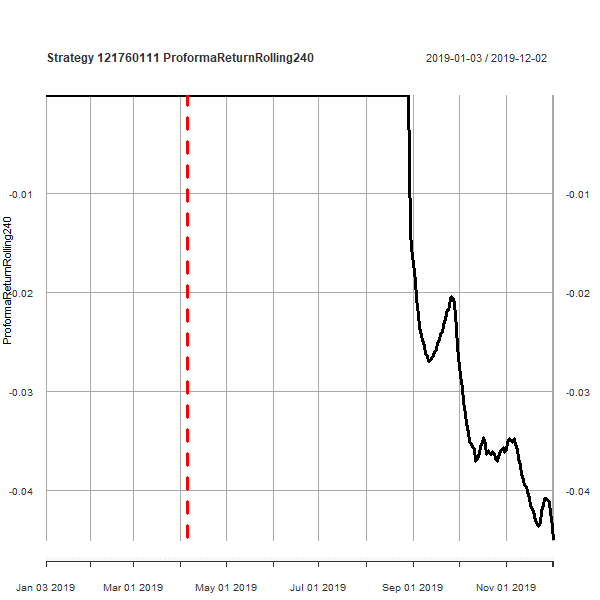 Strategy 121760111 ProformaReturnRolling240
2019-01-03 / 2019-12-02
ProformaReturnRolling240
-0.01
-0.01
-0.02
-0.02
-0.03
-0.03
-0.04
-0.04
Jan 03 2019
Mar 01 2019
May 01 2019
Jul 01 2019
Sep 01 2019
Nov 01 2019